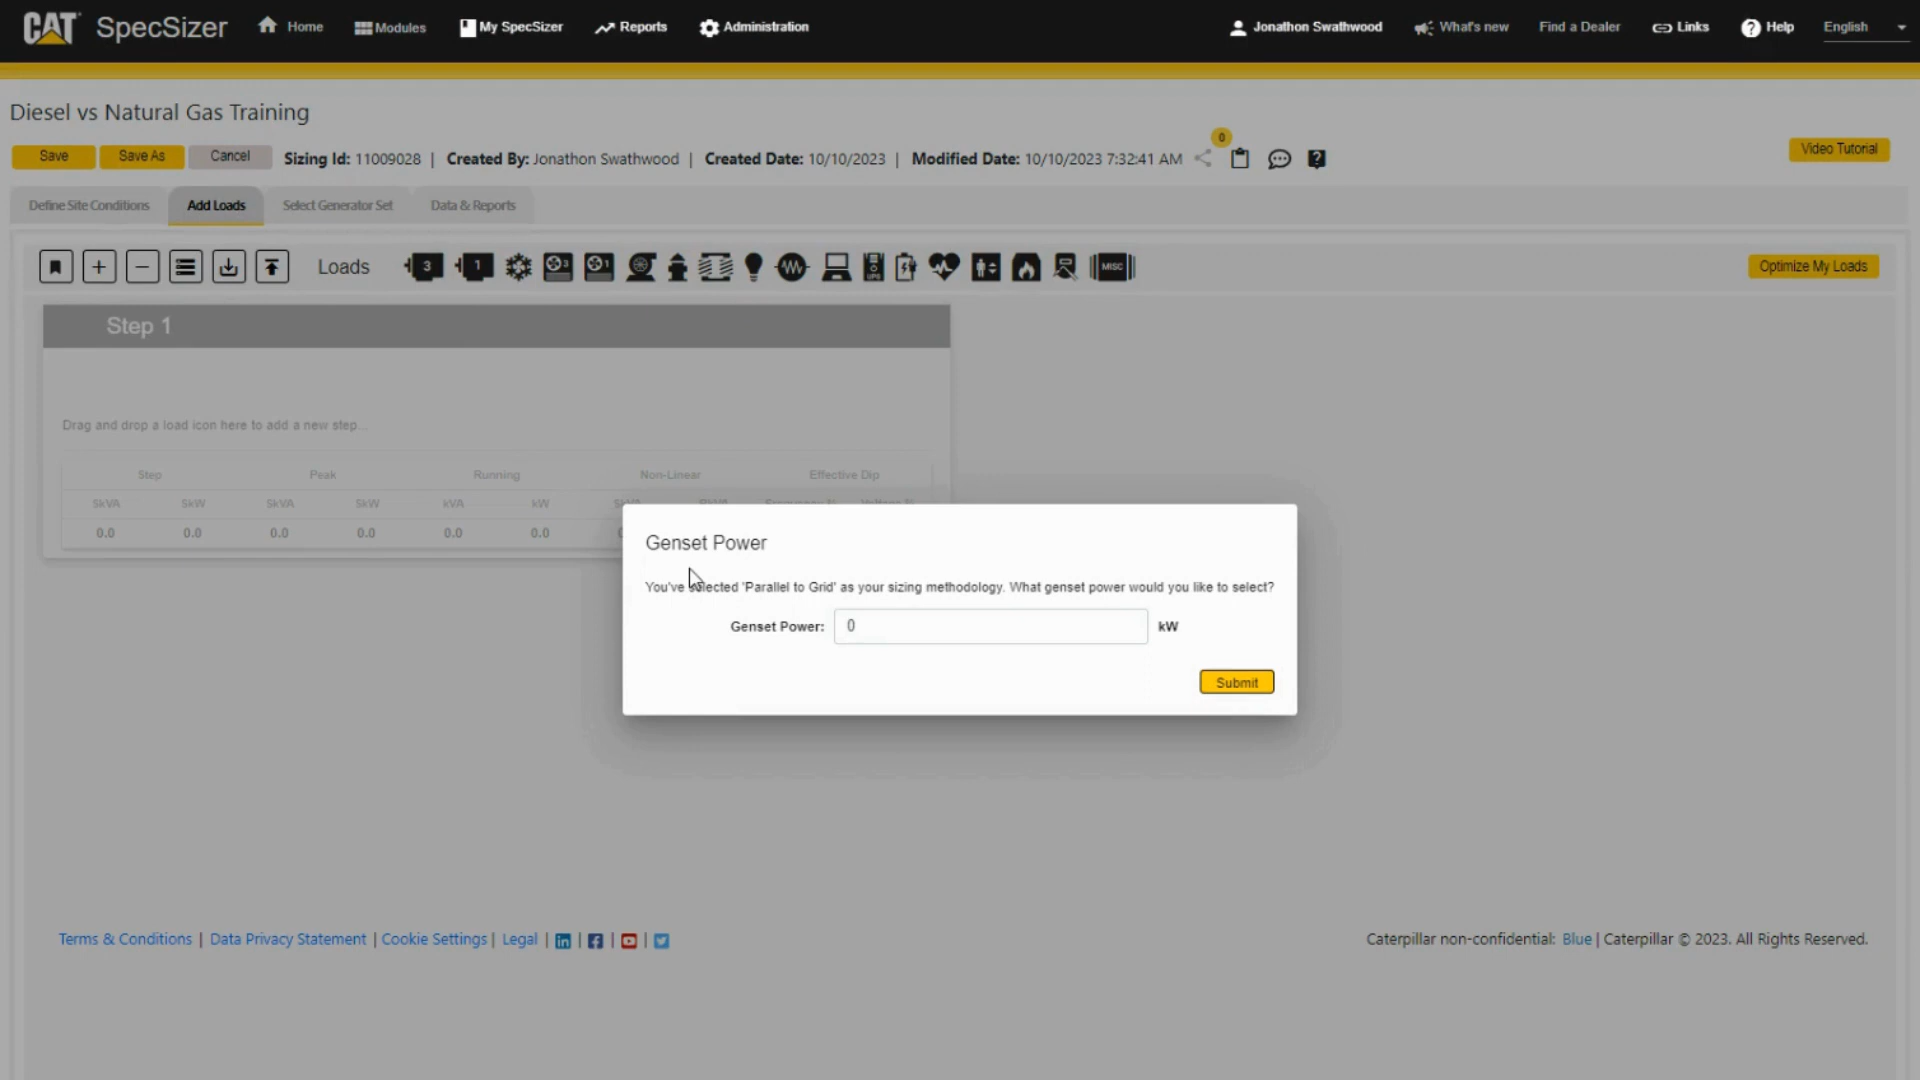 CAT SpecSizer Home Modules My SpecSizer Reports Administration Jonathon Swathwood What's new Find a Dealer Links Help English
Diesel vs Natural Gas Training
0
Save Save As Cancel Sizing Id: 11009028 | Created By: Jonathon Swathwood | Created Date: 10/10/2023 | Modified Date: 10/10/2023 7:32:41 AM Video Tutorial
Define Site Conditions Add Loads Select Generator Set Data & Reports
Loads 3 1 3 1 UPS MISC Optimize My Loads
Step 1
Drag and drop a load icon here to add a new step...
Step Peak Running Non-Linear Effective Dip
SkVA SkW SkVA SkW kVA kW
0.0 0.0 0.0 0.0 0.0 0.0
Genset Power
You've selected 'Parallel to Grid' as your sizing methodology. What genset power would you like to select?
Genset Power: 0 kW
Submit
Terms & Conditions | Data Privacy Statement | Cookie Settings | Legal | | | |
Caterpillar non-confidential: Blue | Caterpillar © 2023. All Rights Reserved.